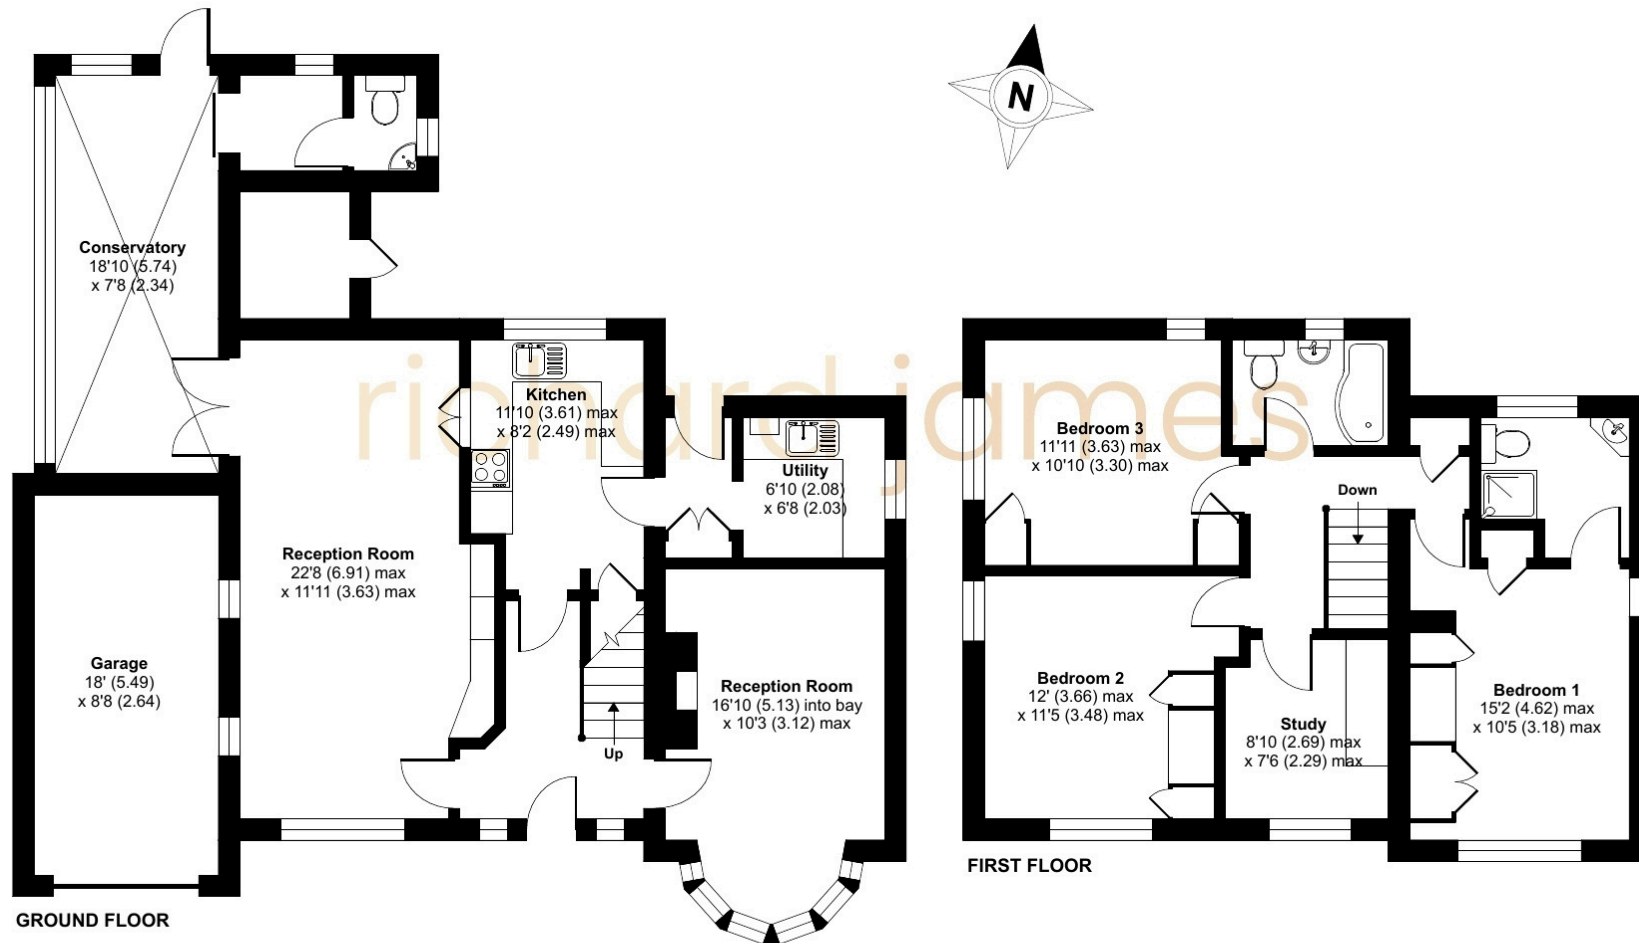 N
Conservatory
18'10 (5.74)
x 7'8 (2.34)
Kitchen
11'10 (3.61) max
x 8'2 (2.49) max
Utility
6'10 (2.08)
x 6'8 (2.03)
Reception Room
22'8 (6.91) max
x 11'11 (3.63) max
Garage
18' (5.49)
x 8'8 (2.64)
Reception Room
16'10 (5.13) into bay
x 10'3 (3.12) max
Up
GROUND FLOOR
richard james
Bedroom 3
11'11 (3.63) max
x 10'10 (3.30) max
Down
Bedroom 2
12' (3.66) max
x 11'5 (3.48) max
Study
8'10 (2.69) max
x 7'6 (2.29) max
Bedroom 1
15'2 (4.62) max
x 10'5 (3.18) max
FIRST FLOOR